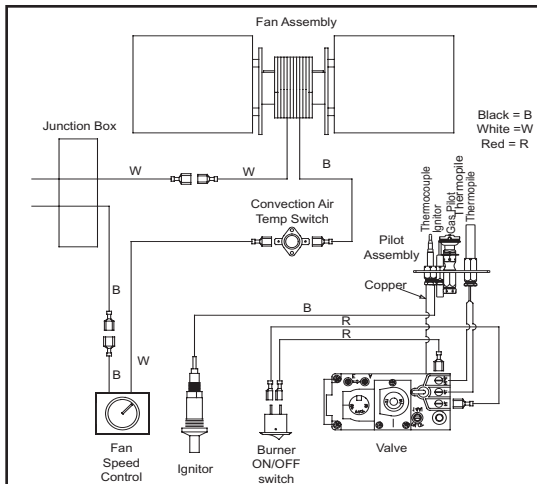 Fan Assembly
Black = B
White =W
Red = R
Junction Box
W
W
B
Convection Air
Temp Switch
Thermocouple
Ignitor
Gas Pilot
Thermopile
Thermopile
Pilot
Assembly
Copper
B
B
W
R
R
B
Fan
Speed
Control
Ignitor
Burner
ON/OFF
switch
Valve